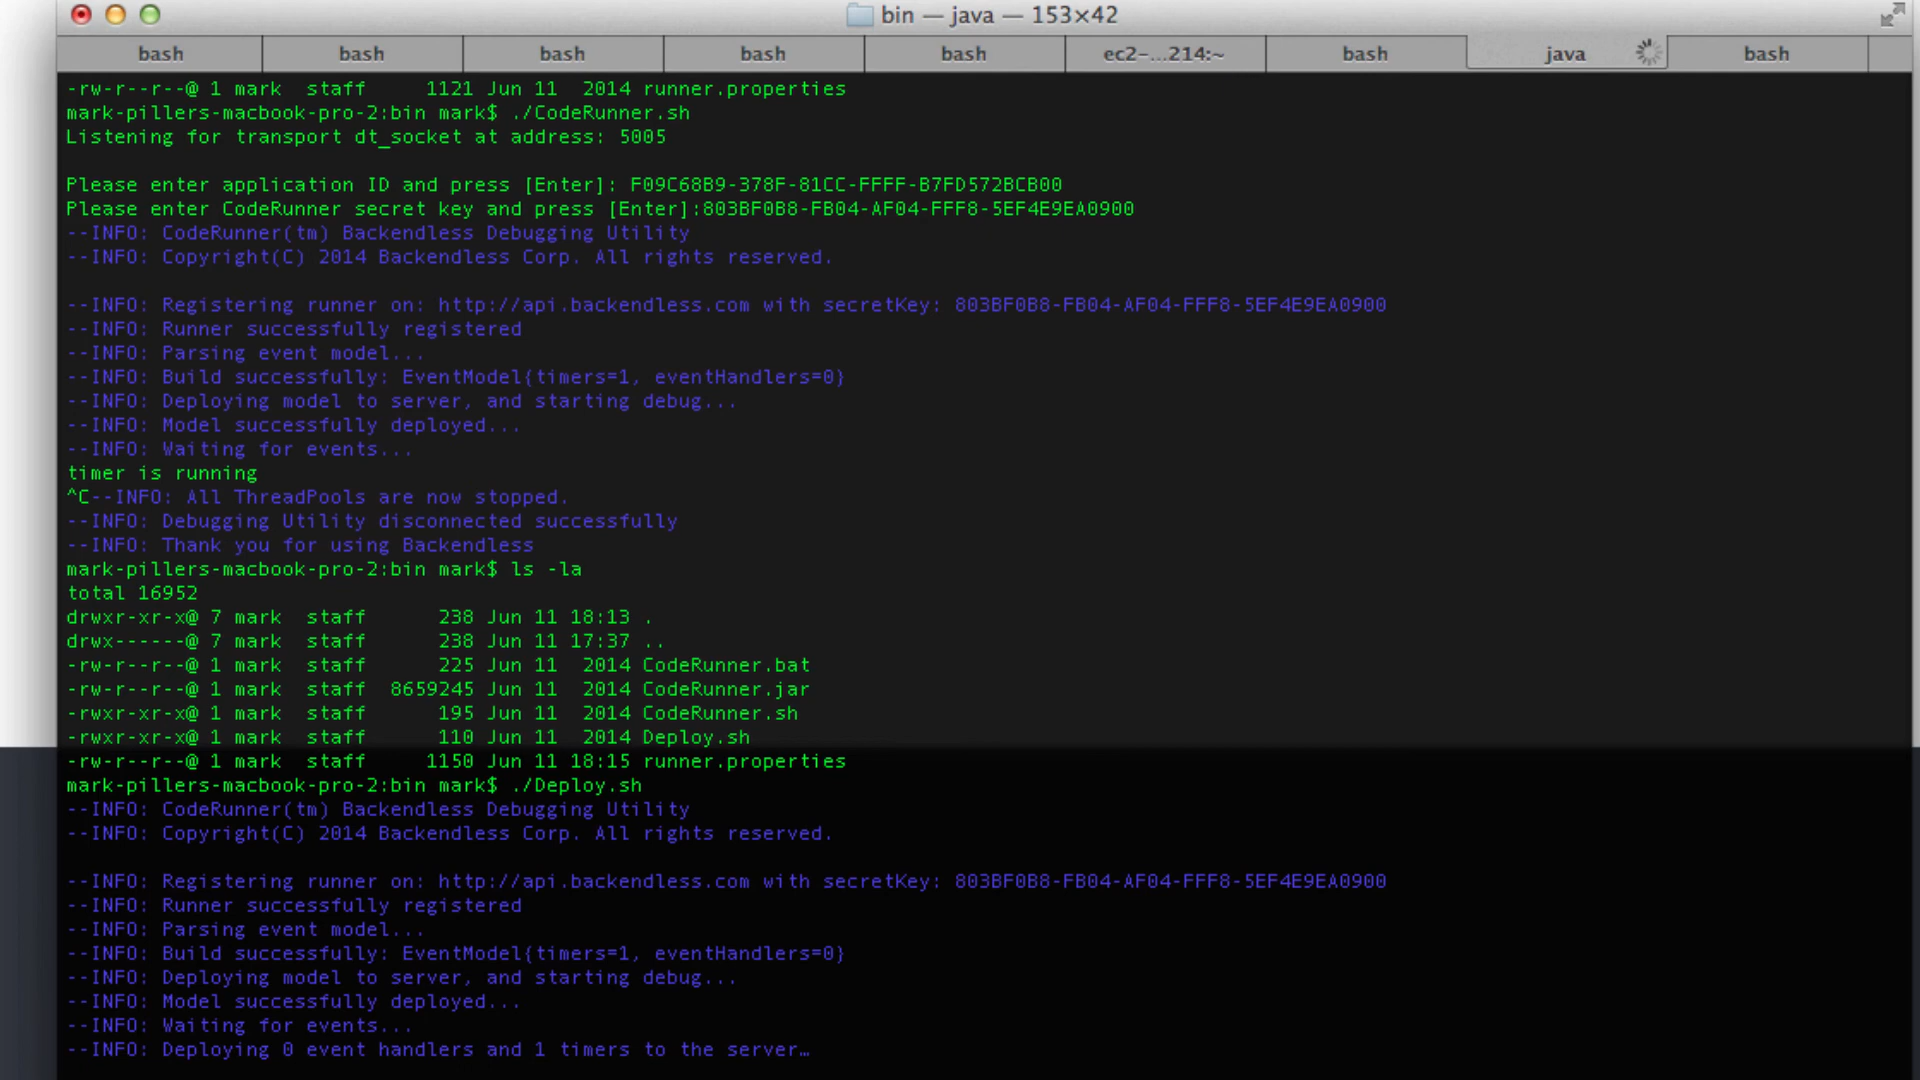 bin — java — 153×42
bash bash bash bash bash ec2-...214:~ bash java bash
-rw-r--r--@ 1 mark  staff     1121 Jun 11  2014 runner.properties
mark-pillers-macbook-pro-2:bin mark$ ./CodeRunner.sh
Listening for transport dt_socket at address: 5005
Please enter application ID and press [Enter]: F09C68B9-378F-81CC-FFFF-B7FD572BCB00
Please enter CodeRunner secret key and press [Enter]:803BF0B8-FB04-AF04-FFF8-5EF4E9EA0900
--INFO: CodeRunner(tm) Backendless Debugging Utility
--INFO: Copyright(C) 2014 Backendless Corp. All rights reserved.
--INFO: Registering runner on: http://api.backendless.com with secretKey: 803BF0B8-FB04-AF04-FFF8-5EF4E9EA0900
--INFO: Runner successfully registered
--INFO: Parsing event model...
--INFO: Build successfully: EventModel{timers=1, eventHandlers=0}
--INFO: Deploying model to server, and starting debug...
--INFO: Model successfully deployed...
--INFO: Waiting for events...
timer is running
^C--INFO: All ThreadPools are now stopped.
--INFO: Debugging Utility disconnected successfully
--INFO: Thank you for using Backendless
mark-pillers-macbook-pro-2:bin mark$ ls -la
total 16952
drwxr-xr-x@ 7 mark  staff      238 Jun 11 18:13 .
drwx------@ 7 mark  staff      238 Jun 11 17:37 ..
-rw-r--r--@ 1 mark  staff      225 Jun 11  2014 CodeRunner.bat
-rw-r--r--@ 1 mark  staff  8659245 Jun 11  2014 CodeRunner.jar
-rwxr-xr-x@ 1 mark  staff      195 Jun 11  2014 CodeRunner.sh
-rwxr-xr-x@ 1 mark  staff      110 Jun 11  2014 Deploy.sh
-rw-r--r--@ 1 mark  staff     1150 Jun 11 18:15 runner.properties
mark-pillers-macbook-pro-2:bin mark$ ./Deploy.sh
--INFO: CodeRunner(tm) Backendless Debugging Utility
--INFO: Copyright(C) 2014 Backendless Corp. All rights reserved.
--INFO: Registering runner on: http://api.backendless.com with secretKey: 803BF0B8-FB04-AF04-FFF8-5EF4E9EA0900
--INFO: Runner successfully registered
--INFO: Parsing event model...
--INFO: Build successfully: EventModel{timers=1, eventHandlers=0}
--INFO: Deploying model to server, and starting debug...
--INFO: Model successfully deployed...
--INFO: Waiting for events...
--INFO: Deploying 0 event handlers and 1 timers to the server…